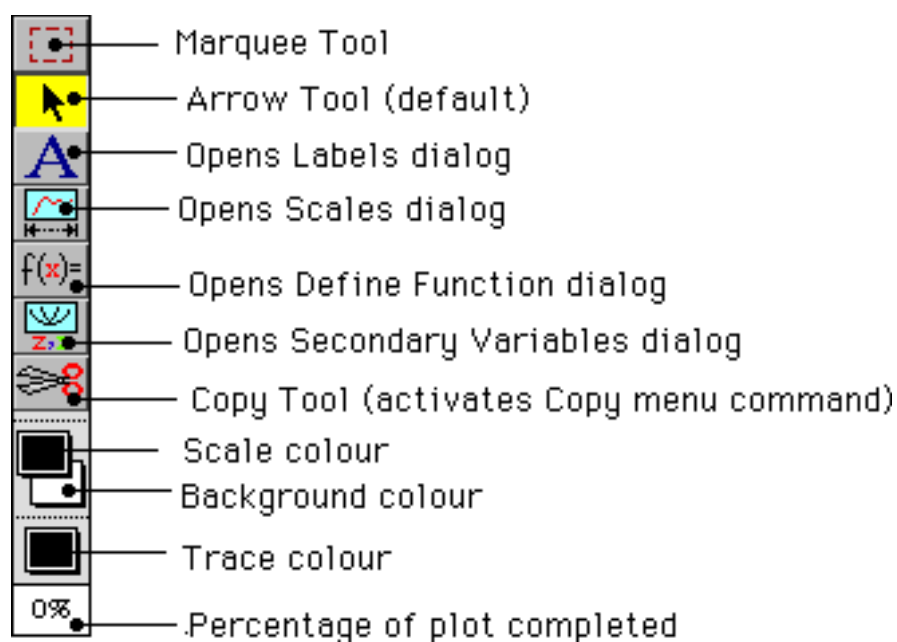 Marquee Tool
Arrow Tool (default)
A
Opens Labels dialog
Opens Scales dialog
f(x)=
Opens Define Function dialog
z,
Opens Secondary Variables dialog
Copy Tool (activates Copy menu command)
Scale colour
Background colour
Trace colour
0%
.Percentage of plot completed